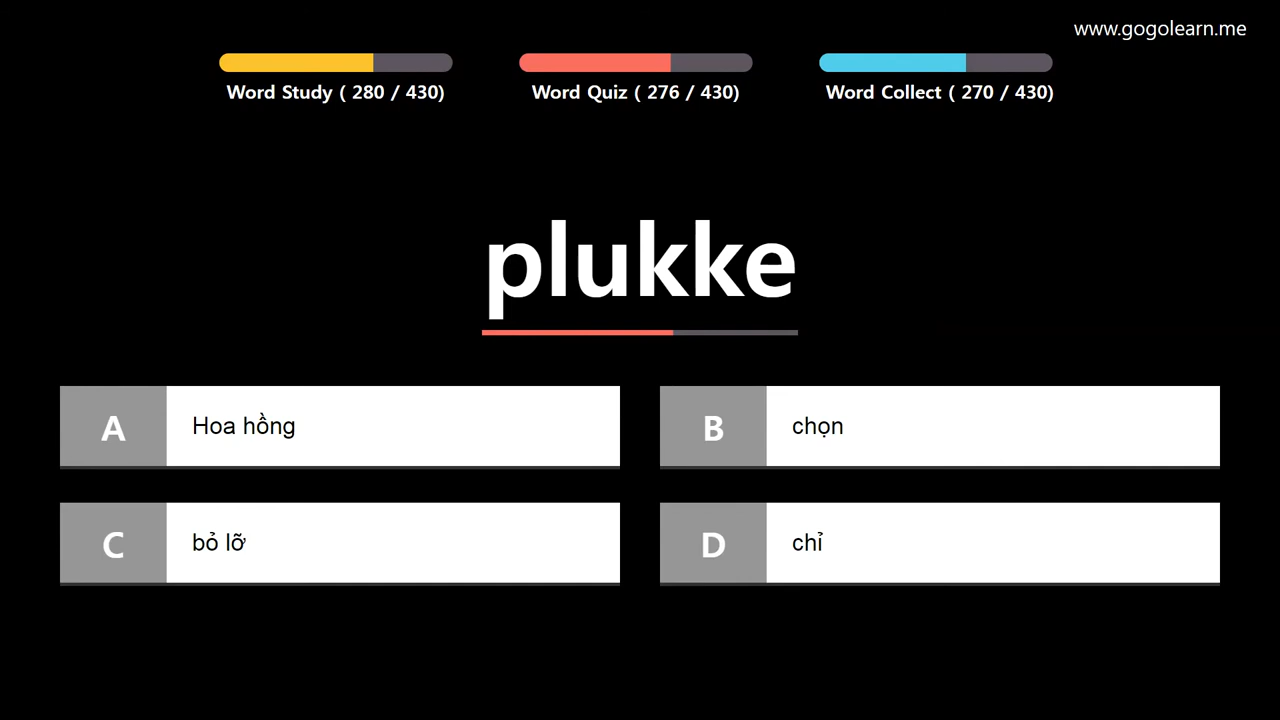 www.gogolearn.me
Word Study ( 280 / 430)
Word Quiz ( 276 / 430)
Word Collect ( 270 / 430)
plukke
A Hoa hồng
B chọn
C bỏ lỡ
D chỉ